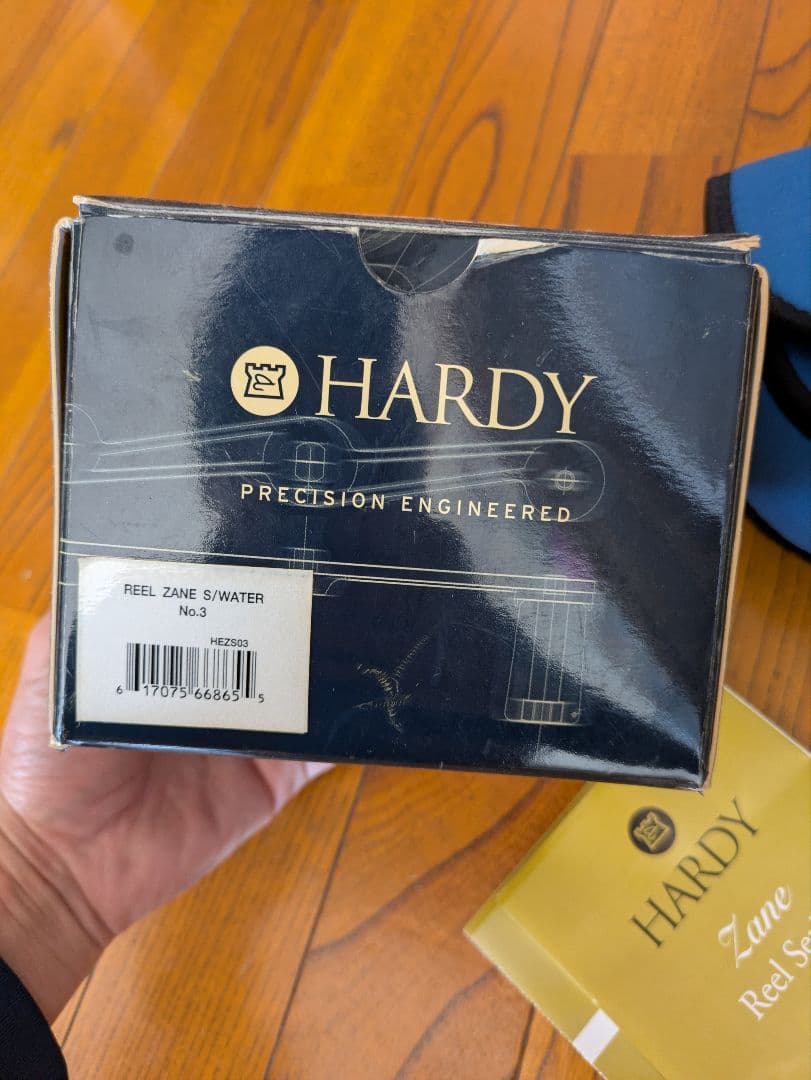 HARDY
PRECISION ENGINEERED
REEL ZANE S/WATER
No.3
HEZS03
6 17075 66865 5
HARDY
Zane
Reel Se